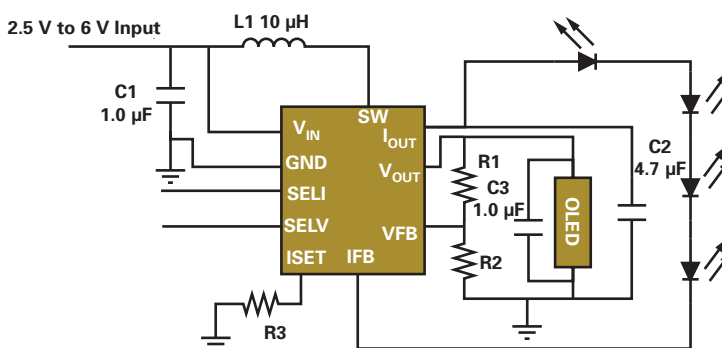 2.5 V to 6 V Input
L1 10 µH
C1
1.0 µF
VIN
SW
IOUT
GND
VOUT
SELI
SELV
VFB
ISET
IFB
R1
C3
1.0 µF
OLED
C2
4.7 µF
R2
R3